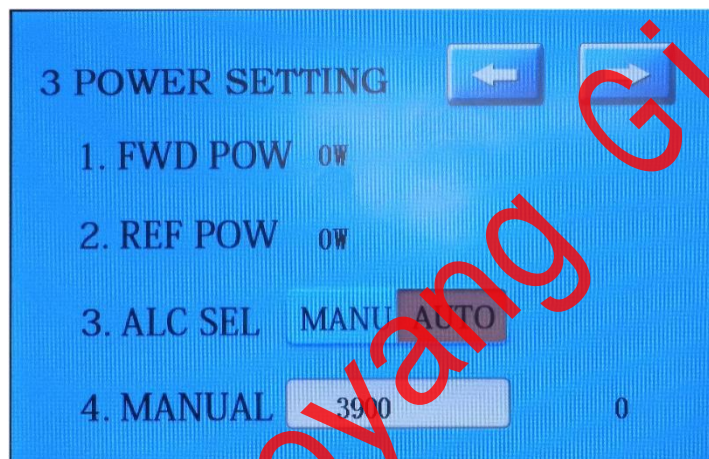 3 POWER SETTING
1. FWD POW 0W
2. REF POW 0W
3. ALC SEL MANU AUTO
4. MANUAL 3900 0